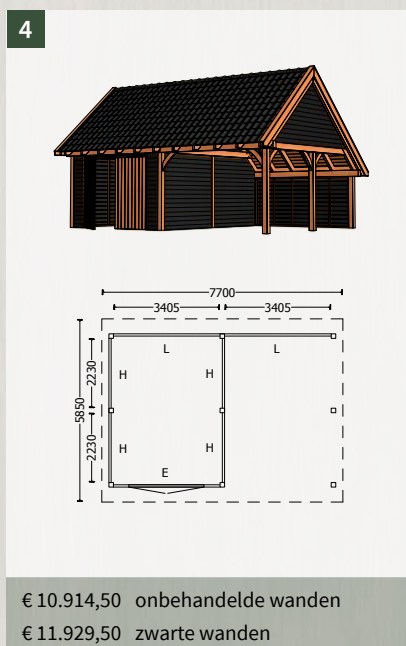 4
7700
3405 3405
L L
2230 H H
5850
2230 H H
E
€ 10.914,50 onbehandelde wanden
€ 11.929,50 zwarte wanden